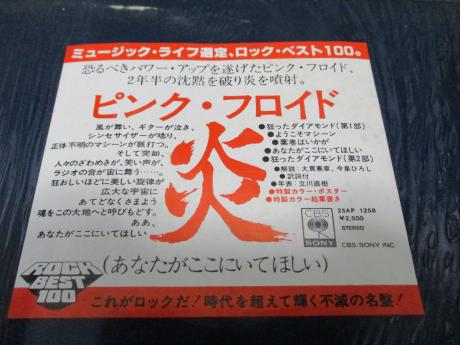 ミュージック・ライフ選定、ロック・ベスト100。
恐るべきパワー・アップを遂げたピンク・フロイド、
2年半の沈黙を破り炎を噴射。
ピンク・フロイド
炎
風が舞い、ギターが泣き、
シンセサイザーが唸り、
正体不明のマシーンが脈打つ。
そして突如、
人々のざわめきが、笑い声が、
ラジオの音が宙に舞う……。
狂おしいほどに美しい旋律が
広大な宇宙に
あてどなくさまよう
魂をこの大地へと呼びもどす。
ああ、
あなたがここにいてほしい
●狂ったダイアモンド(第1部)
●ようこそマシーン
●葉巻はいかが
●あなたがここにいてほしい
●狂ったダイアモンド(第2部)
●解説:大貫憲章、今泉ひろし
●訳詞付
●年表:立川直樹
●特製カラー・ポスター
●特製カラー絵葉書き
CBS
SONY
25AP 1258
¥2,500
STEREO
CBS/SONY INC.
ROCK
BEST
100
(あなたがここにいてほしい)
これがロックだ!時代を超えて輝く不滅の名盤!